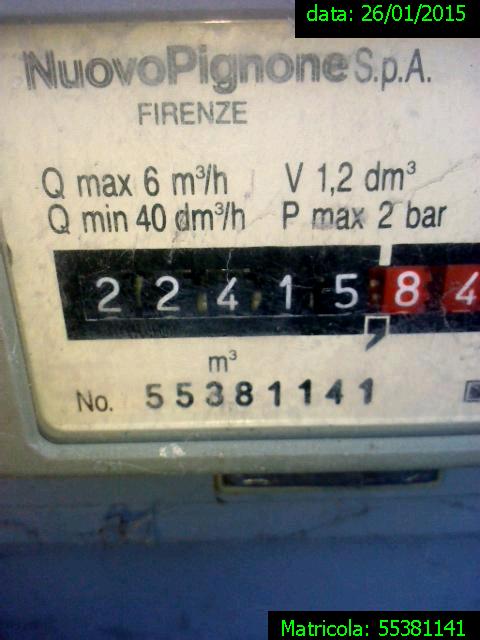 data: 26/01/2015
NuovoPignone S.p.A.
FIRENZE
Q max 6 m³/h V 1,2 dm³
Q min 40 dm³/h P max 2 bar
2 2 4 1 5 , 8 4
m³
No. 55381141
Matricola: 55381141